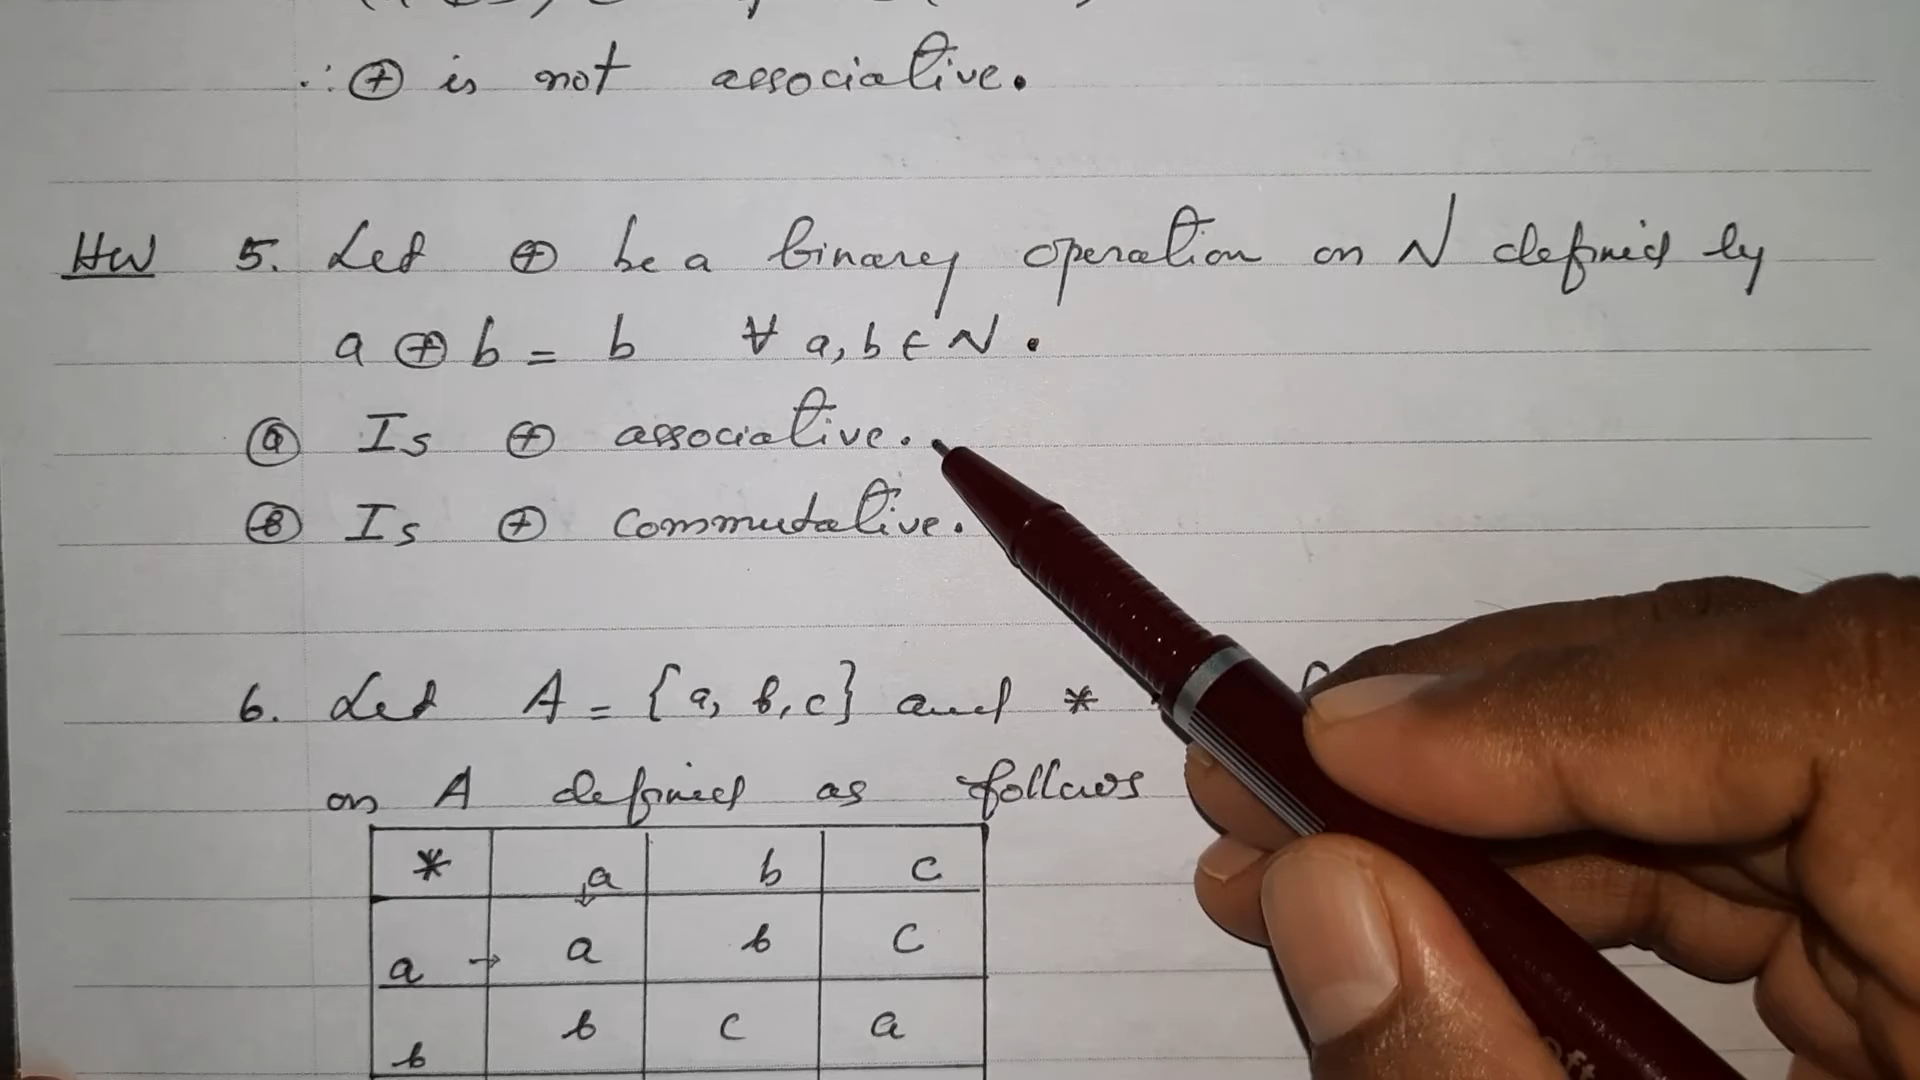 ∴ ⊕ is not associative.
HW 5. Let ⊕ be a binary operation on N defined by
a ⊕ b = b ∀ a, b ∈ N.
ⓐ Is ⊕ associative.
ⓑ Is ⊕ commutative.
6. Let A = {a, b, c} and *
on A defined as follows
* a b c
a → a b c
b b c a